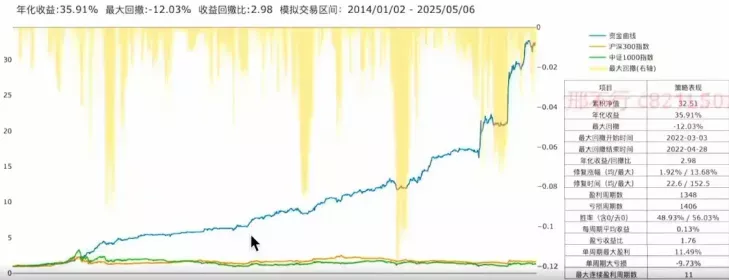 年化收益:35.91% 最大回撤:-12.03% 收益回撤比:2.98 模拟交易区间: 2014/01/02 - 2025/05/06
30
25
20
15
10
5
0
0
−0.02
−0.04
−0.06
−0.08
−0.1
−0.12
资金曲线
沪深300指数
中证1000指数
最大回撤(右轴)
项目 策略表现
累积净值 32.51
年化收益 35.91%
最大回撤 -12.03%
最大回撤开始时间 2022-03-03
最大回撤结束时间 2022-04-28
年化收益/回撤比 2.98
修复涨幅（均/最大） 1.92% / 13.68%
修复时间（均/最大） 22.6 / 152.5
盈利周期数 1348
亏损周期数 1406
胜率（含0/去0） 48.93% / 56.03%
每周期平均收益 0.13%
盈亏收益比 1.76
单周期最大盈利 11.49%
单周期大亏损 -9.73%
最大连续盈利周期数 11